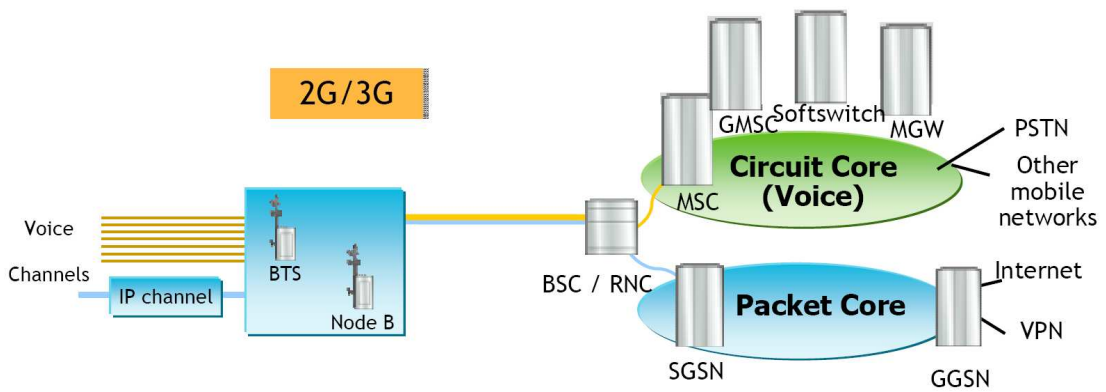 2G/3G
GMSC
Softswitch
MGW
MSC
Circuit Core
(Voice)
PSTN
Other
mobile
networks
Voice
Channels
IP channel
BTS
Node B
BSC / RNC
Packet Core
SGSN
GGSN
Internet
VPN